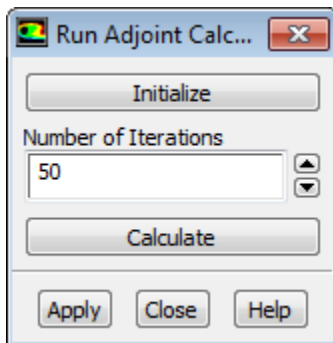 Run Adjoint Calc...
Initialize
Number of Iterations
50
Calculate
Apply Close Help